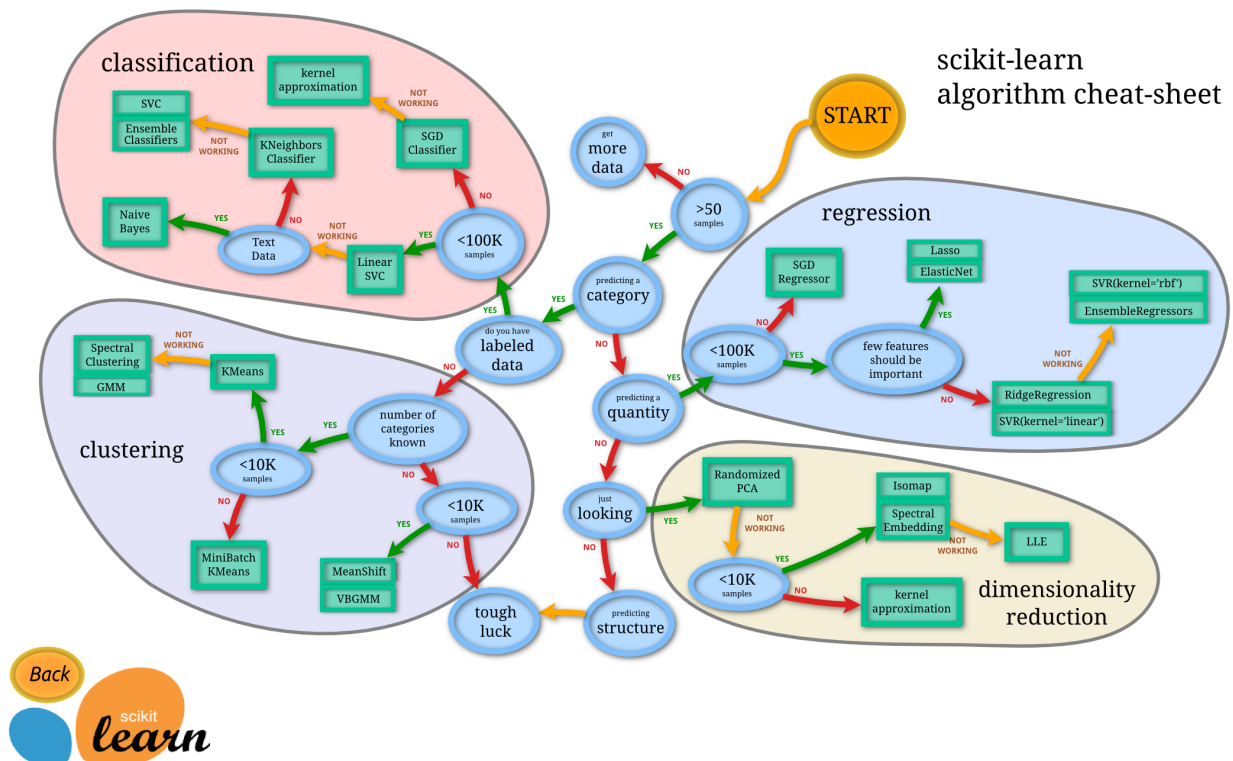 scikit-learn
algorithm cheat-sheet
START
get
more
data
NO
>50
samples
YES
predicting a
category
YES
NO
do you have
labeled
data
YES
NO
predicting a
quantity
YES
NO
just
looking
YES
NO
predicting
structure
tough
luck
classification
kernel
approximation
NOT
WORKING
SGD
Classifier
NO
<100K
samples
YES
Linear
SVC
NOT
WORKING
Text
Data
YES
Naive
Bayes
NO
KNeighbors
Classifier
NOT
WORKING
SVC
Ensemble
Classifiers
regression
<100K
samples
NO
SGD
Regressor
YES
few features
should be
important
YES
Lasso
ElasticNet
NO
RidgeRegression
SVR(kernel='linear')
NOT
WORKING
SVR(kernel='rbf')
EnsembleRegressors
clustering
number of
categories
known
YES
<10K
samples
YES
KMeans
NOT
WORKING
Spectral
Clustering
GMM
NO
MiniBatch
KMeans
NO
<10K
samples
YES
MeanShift
VBGMM
NO
dimensionality
reduction
Randomized
PCA
NOT
WORKING
<10K
samples
YES
Isomap
Spectral
Embedding
NOT
WORKING
LLE
NO
kernel
approximation
Back
scikit
learn